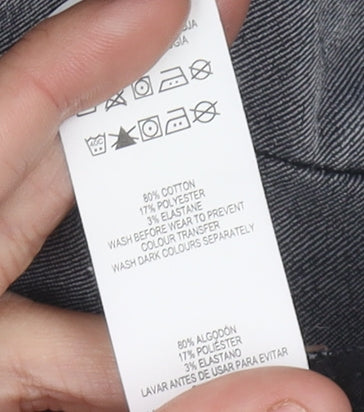 40C
80% COTTON
17% POLYESTER
3% ELASTANE
WASH BEFORE WEAR TO PREVENT
COLOUR TRANSFER
WASH DARK COLOURS SEPARATELY
80% ALGODÓN
17% POLIÉSTER
3% ELASTANO
LAVAR ANTES DE USAR PARA EVITAR